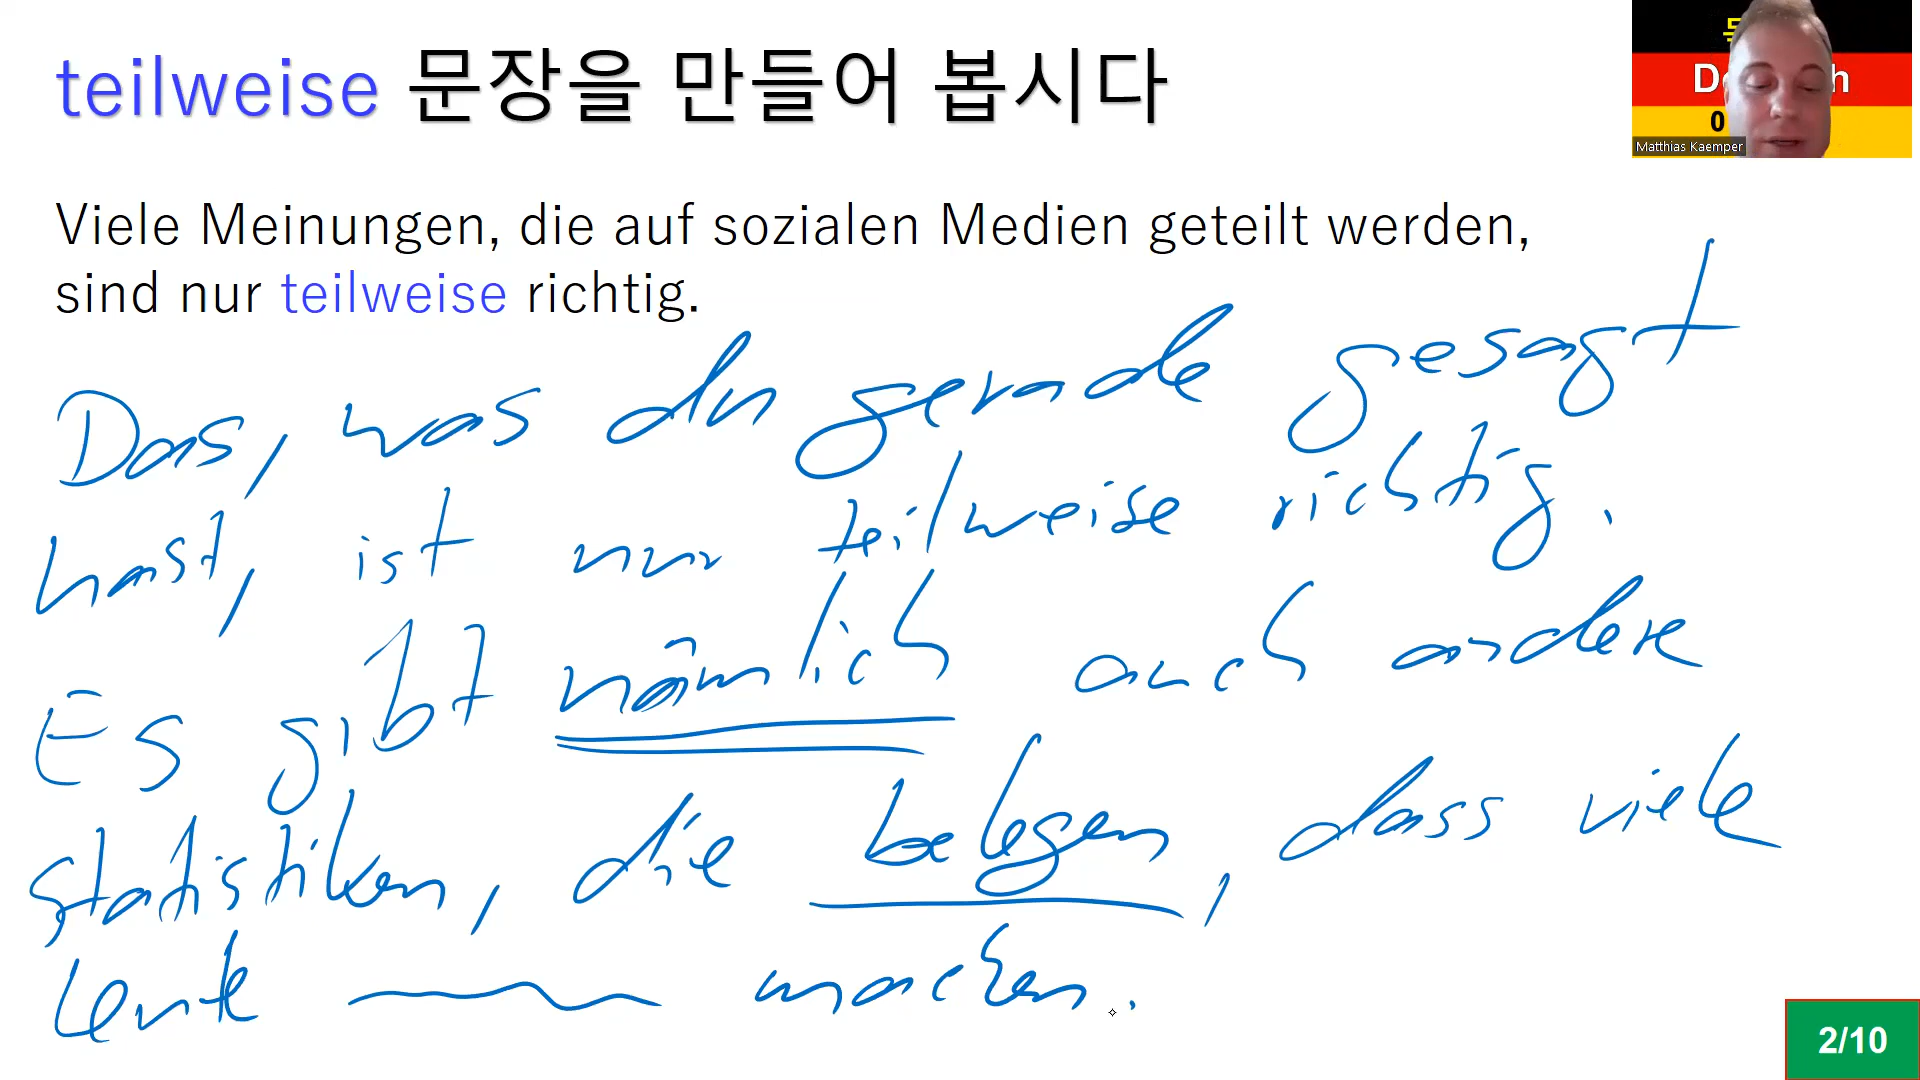 teilweise 문장을 만들어 봅시다
Viele Meinungen, die auf sozialen Medien geteilt werden,
sind nur teilweise richtig.
Das, was du gerade gesagt
hast, ist nur teilweise richtig.
Es gibt nämlich auch andere
Statistiken, die belegen, dass viele
Leute machen.
Matthias Kaemper
2/10